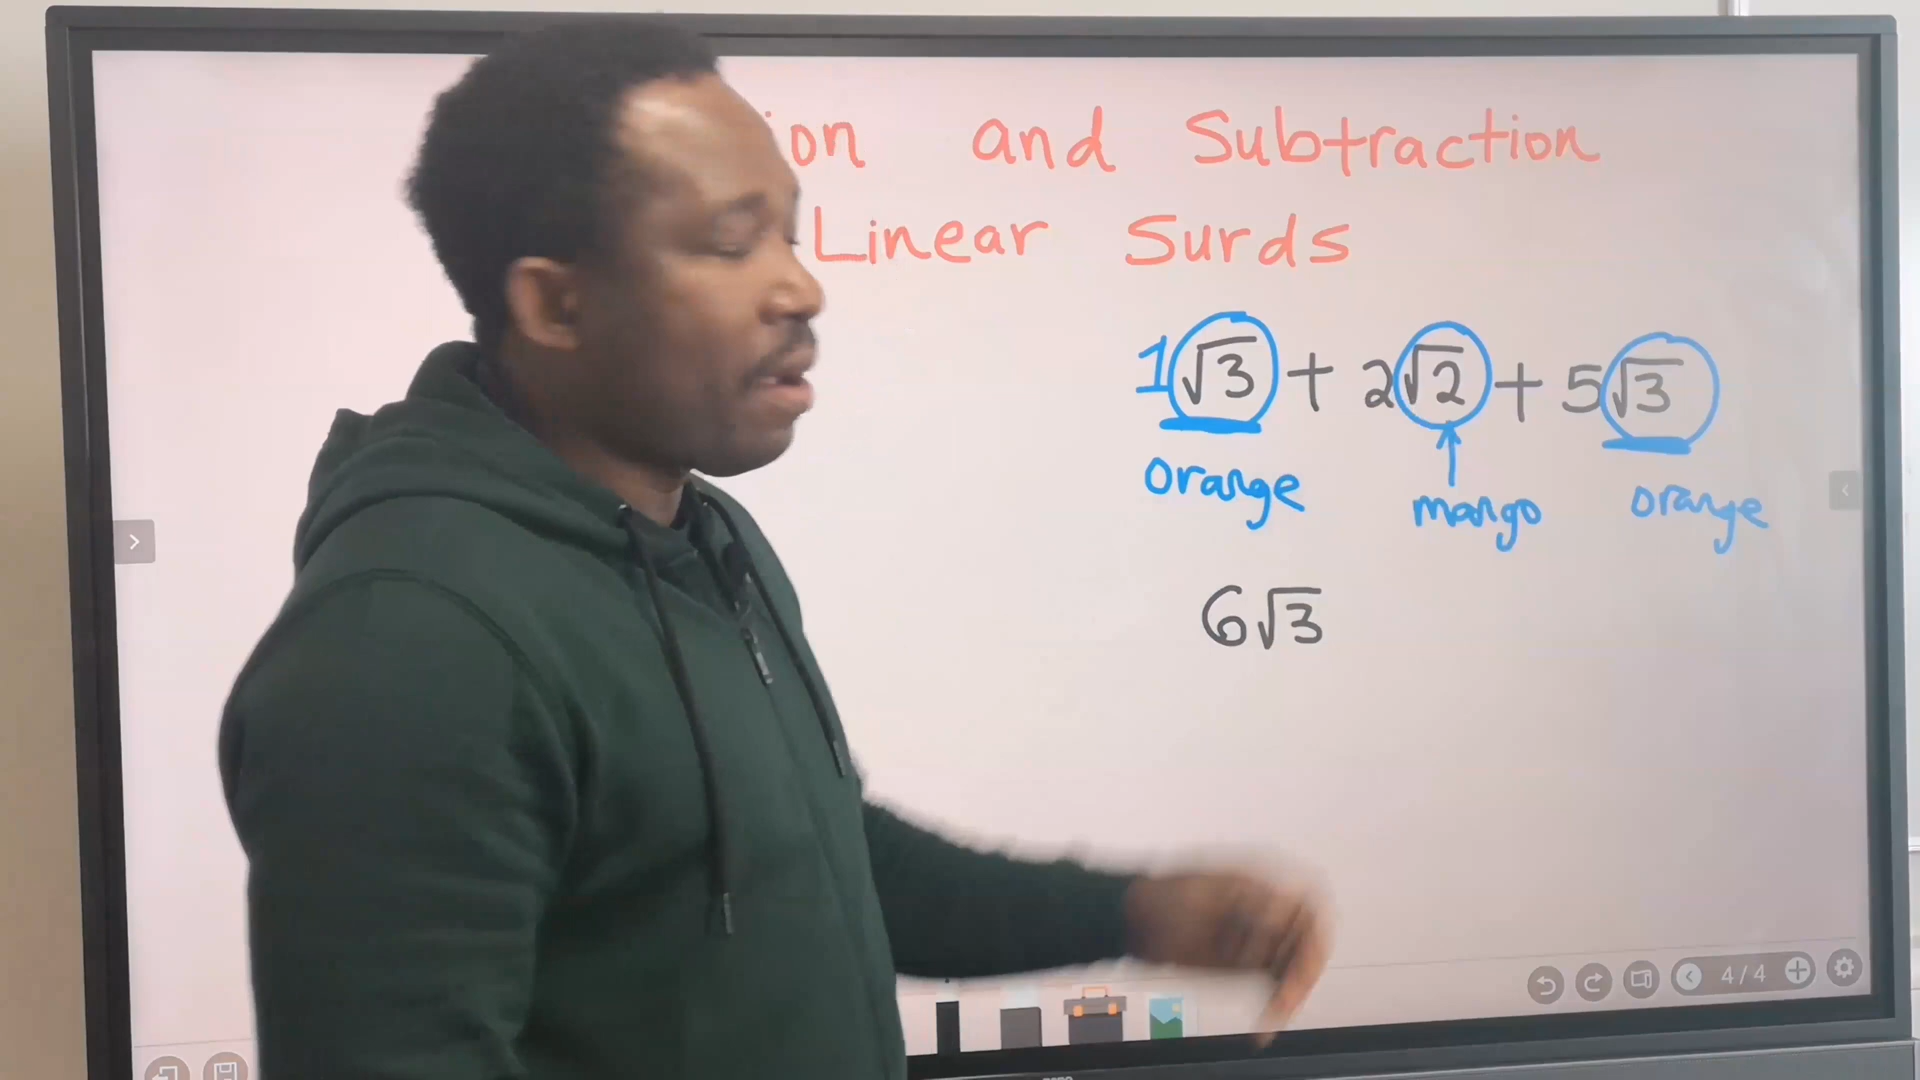 ion and Subtraction
Linear Surds
1√3 + 2√2 + 5√3
orange mango orange
6√3
4/4